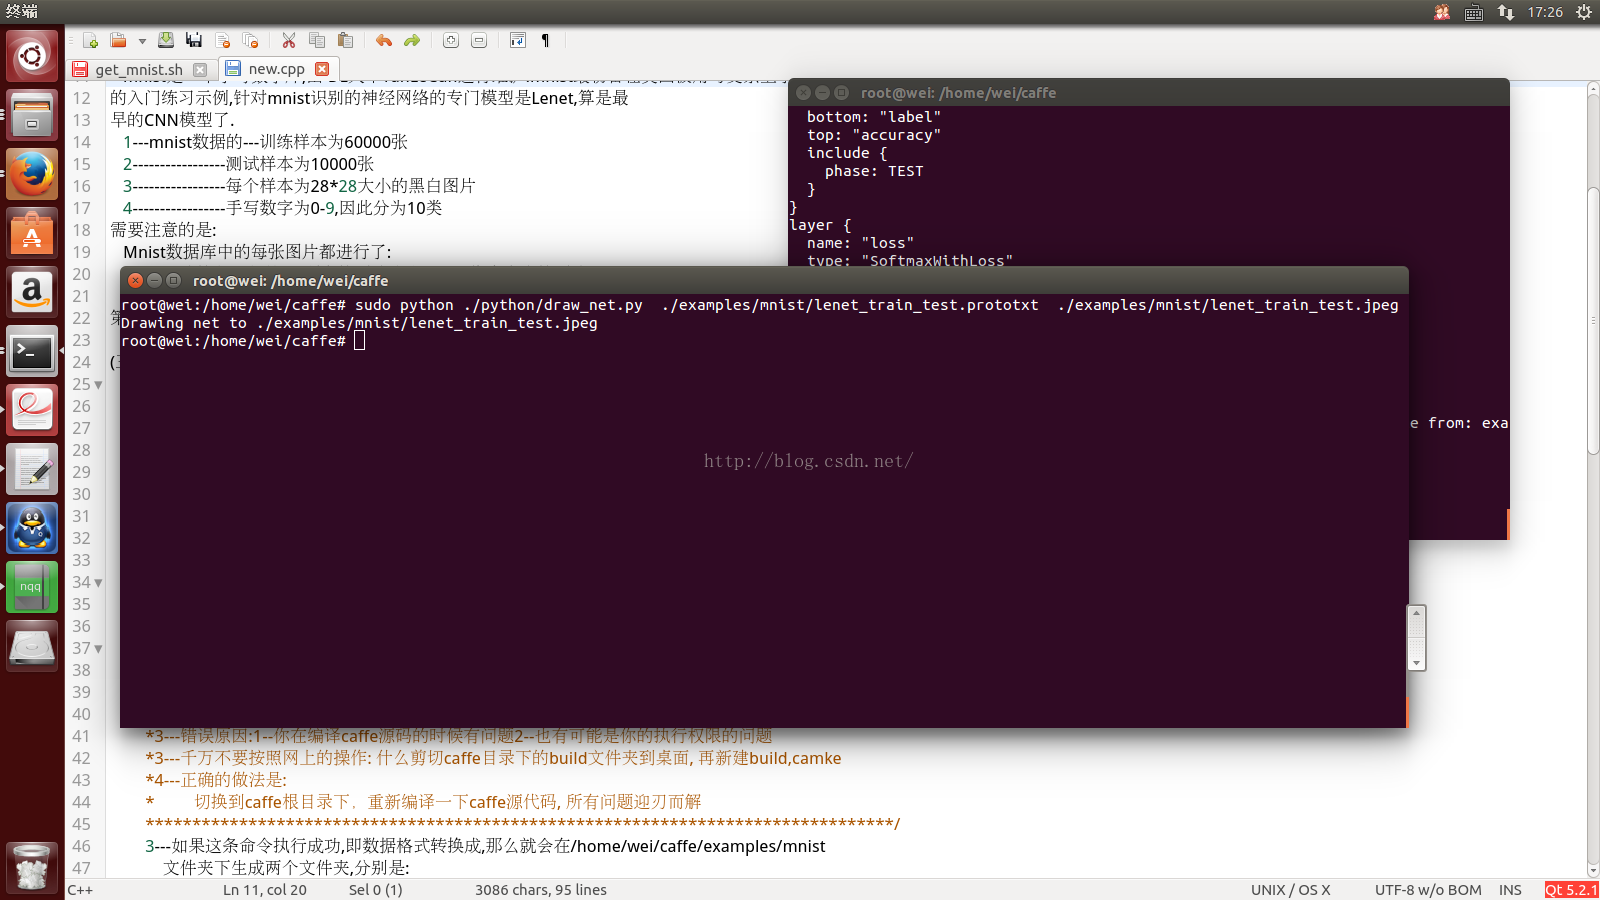 终端
17:26
get_mnist.sh
new.cpp
12 的入门练习示例,针对mnist识别的神经网络的专门模型是Lenet,算是最
13 早的CNN模型了.
14 1---mnist数据的---训练样本为60000张
15 2-----------------测试样本为10000张
16 3-----------------每个样本为28*28大小的黑白图片
17 4-----------------手写数字为0-9,因此分为10类
18 需要注意的是:
19 Mnist数据库中的每张图片都进行了:
20
21
22
23
24
25
26
27
28
29
30
31
32
33
34
35
36
37
38
39
40
41 *3---错误原因:1--你在编译caffe源码的时候有问题2--也有可能是你的执行权限的问题
42 *3---千万不要按照网上的操作: 什么剪切caffe目录下的build文件夹到桌面, 再新建build,camke
43 *4---正确的做法是:
44 * 切换到caffe根目录下, 重新编译一下caffe源代码, 所有问题迎刃而解
45 *********************************************************************************/
46 3---如果这条命令执行成功,即数据格式转换成,那么就会在/home/wei/caffe/examples/mnist
47 文件夹下生成两个文件夹,分别是:
root@wei: /home/wei/caffe
bottom: "label"
top: "accuracy"
include {
phase: TEST
}
}
layer {
name: "loss"
type: "SoftmaxWithLoss"
e from: exa
root@wei: /home/wei/caffe
root@wei:/home/wei/caffe# sudo python ./python/draw_net.py  ./examples/mnist/lenet_train_test.prototxt  ./examples/mnist/lenet_train_test.jpeg
Drawing net to ./examples/mnist/lenet_train_test.jpeg
root@wei:/home/wei/caffe#
http://blog.csdn.net/
nqq
C++
Ln 11, col 20
Sel 0 (1)
3086 chars, 95 lines
UNIX / OS X
UTF-8 w/o BOM
INS
Qt 5.2.1